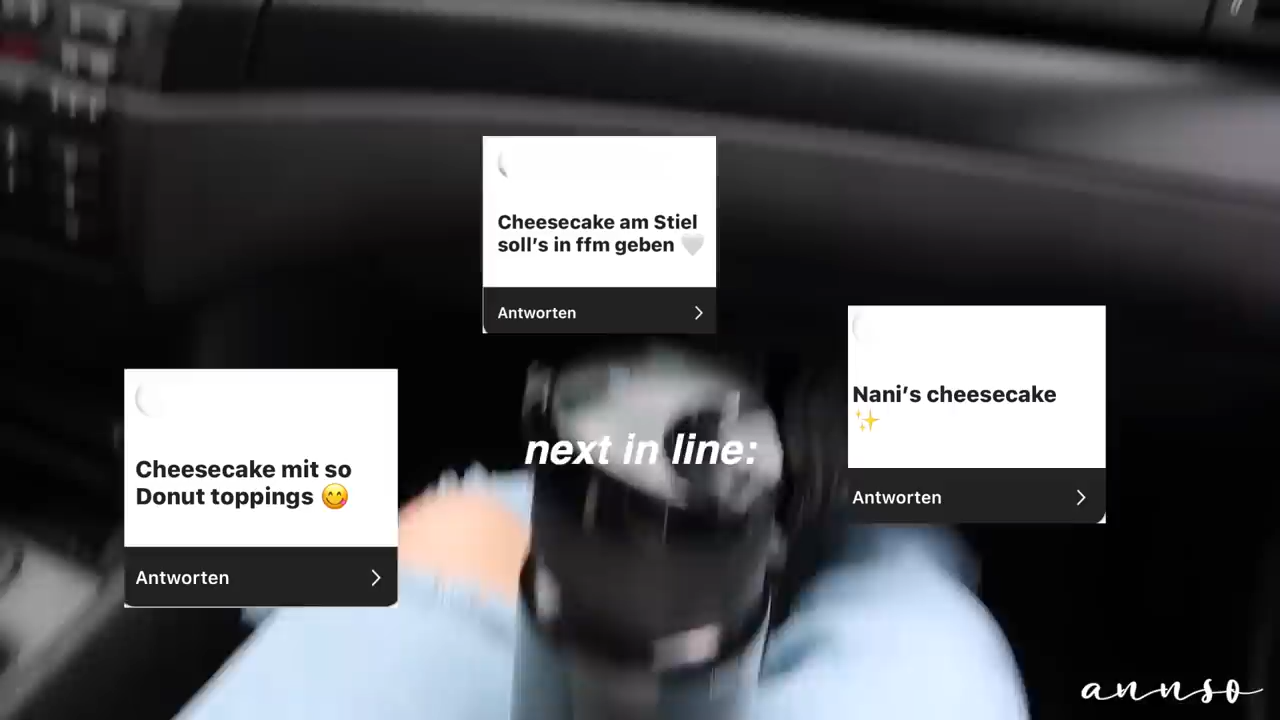 Cheesecake am Stiel
soll's in ffm geben 🤍
Antworten
Nani's cheesecake
✨
Antworten
Cheesecake mit so
Donut toppings 😋
Antworten
next in line:
annso